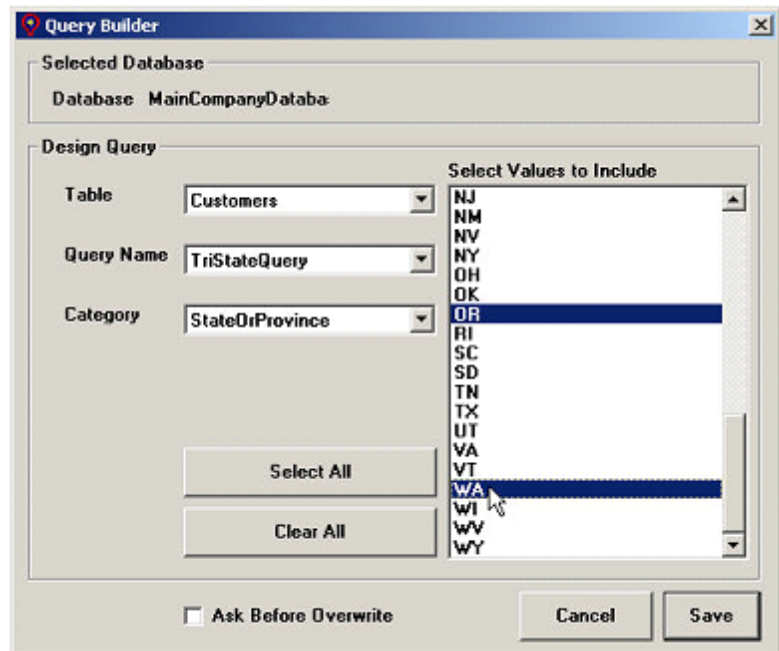 Query Builder
Selected Database
Database MainCompanyDataba
Design Query
Select Values to Include
Table Customers
Query Name TriStateQuery
Category StateOrProvince
NJ
NM
NV
NY
OH
OK
OR
RI
SC
SD
TN
TX
UT
VA
VT
WA
WI
WV
WY
Select All
Clear All
Ask Before Overwrite
Cancel
Save